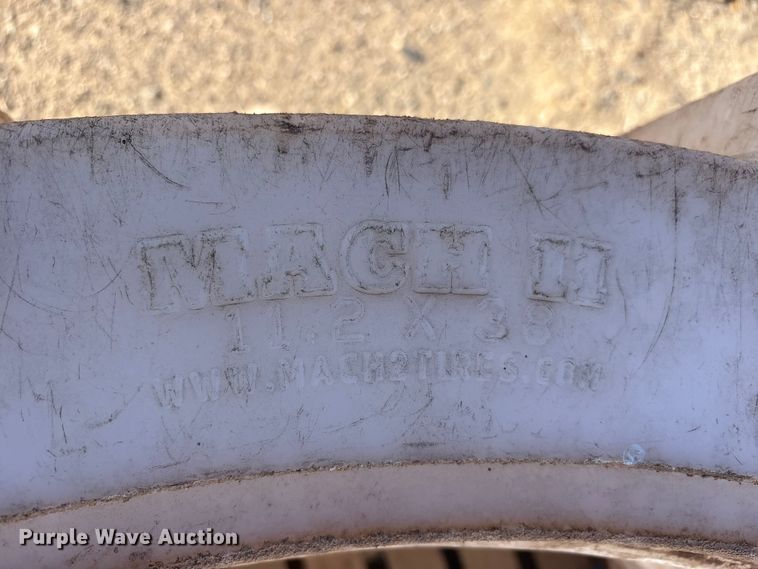 MACH II
11.2 X 38
WWW.MACH2TIRES.COM
Purple Wave Auction